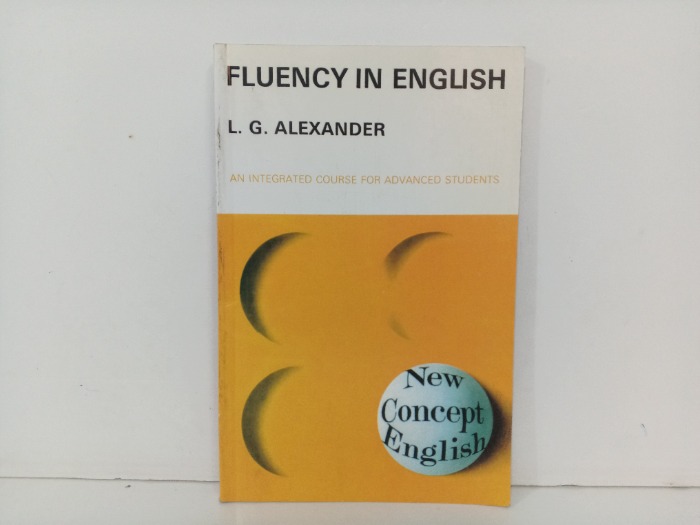 FLUENCY IN ENGLISH
L. G. ALEXANDER
AN INTEGRATED COURSE FOR ADVANCED STUDENTS
New
Concept
English